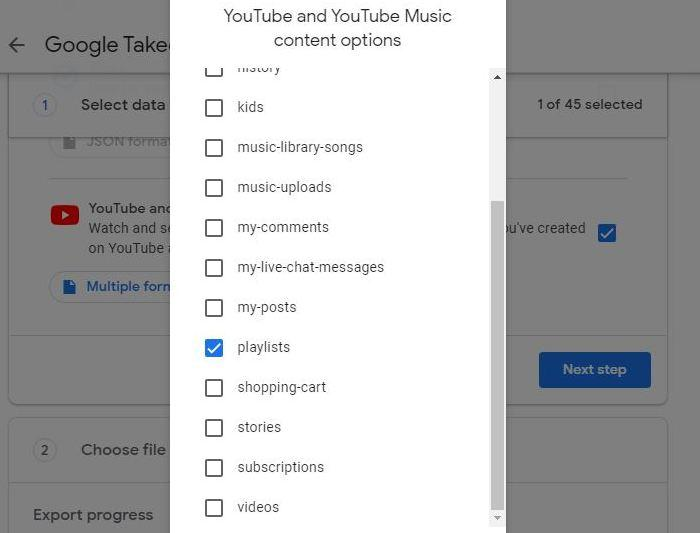 YouTube and YouTube Music
content options
Google Take
history
1 Select data
1 of 45 selected
kids
JSON forma
music-library-songs
music-uploads
YouTube and
Watch and se
on YouTube
my-comments
ou've created
my-live-chat-messages
Multiple forn
my-posts
playlists
Next step
shopping-cart
stories
2 Choose file
subscriptions
videos
Export progress